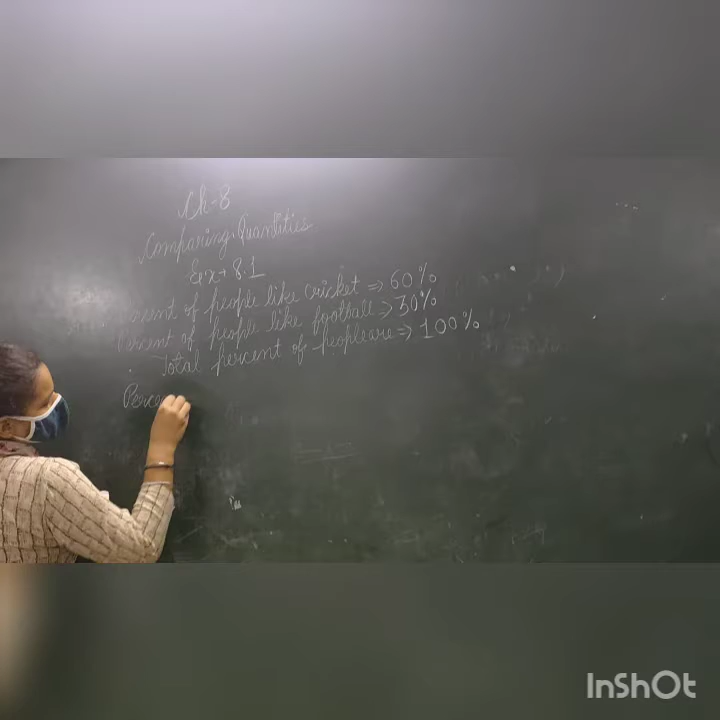 Ch-8
Comparing Quantities
Ex+ 8.1
Percent of people like cricket ⇒ 60%
Percent of people like football ⇒ 30%
Total percent of people are ⇒ 100%
Perce
InShOt